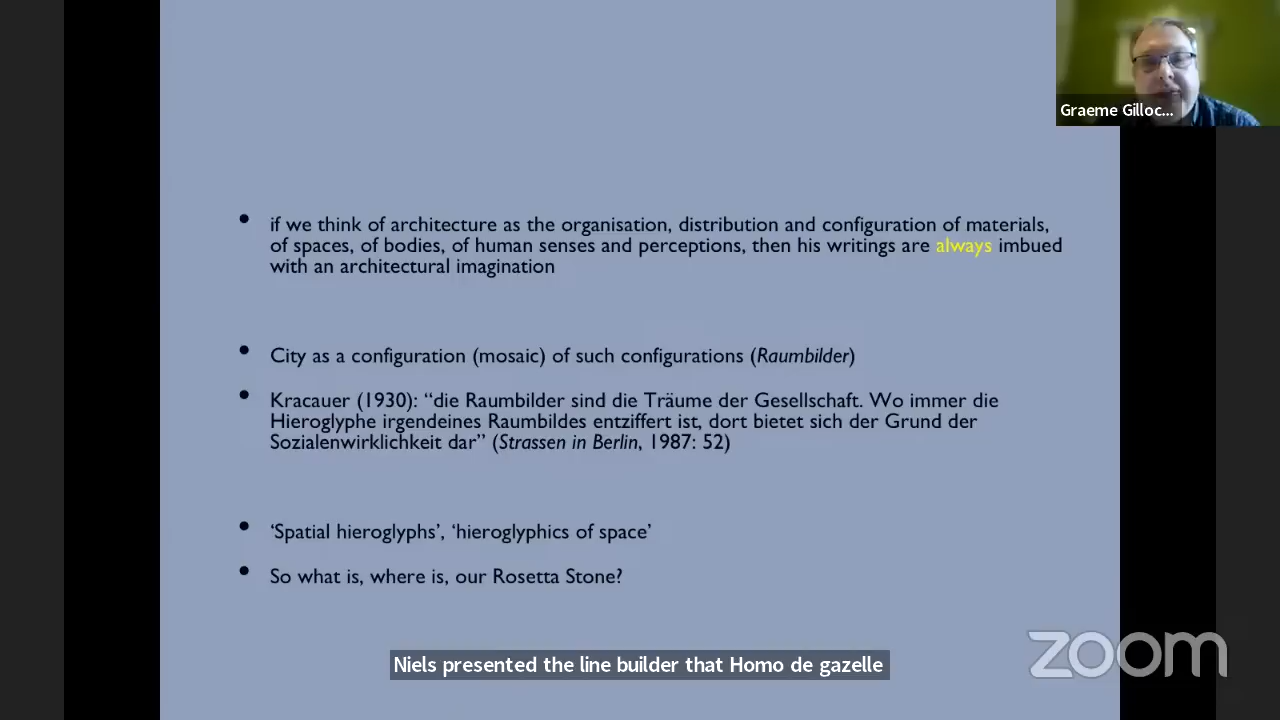 Graeme Gilloc...
• if we think of architecture as the organisation, distribution and configuration of materials,
of spaces, of bodies, of human senses and perceptions, then his writings are always imbued
with an architectural imagination
• City as a configuration (mosaic) of such configurations (Raumbilder)
• Kracauer (1930): “die Raumbilder sind die Träume der Gesellschaft. Wo immer die
Hieroglyphe irgendeines Raumbildes entziffert ist, dort bietet sich der Grund der
Sozialenwirklichkeit dar” (Strassen in Berlin, 1987: 52)
• ‘Spatial hieroglyphs’, ‘hieroglyphics of space’
• So what is, where is, our Rosetta Stone?
Niels presented the line builder that Homo de gazelle
zoom